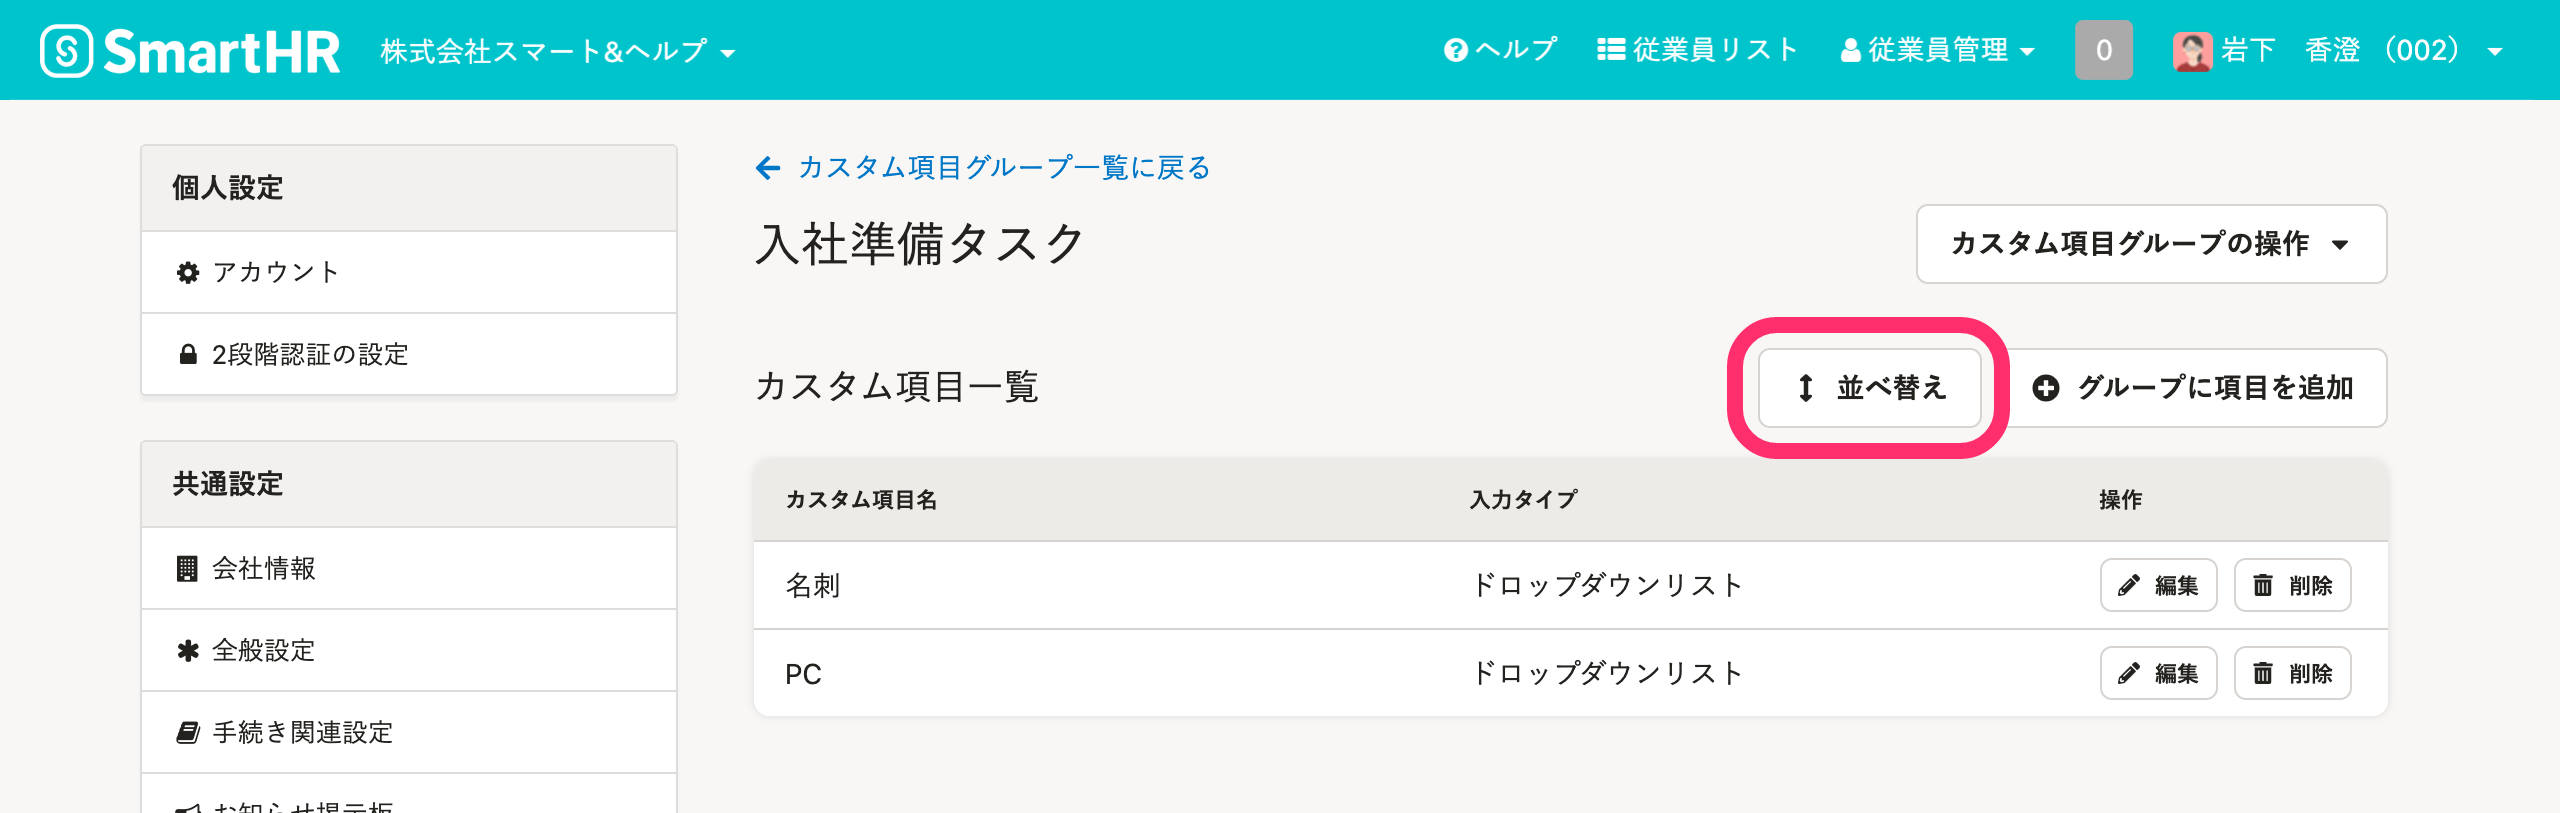 SmartHR 株式会社スマート&ヘルプ ヘルプ 従業員リスト 従業員管理 0 岩下 香澄 （002）
個人設定
アカウント
2段階認証の設定
共通設定
会社情報
全般設定
手続き関連設定
お知らせ掲示板
カスタム項目グループ一覧に戻る
入社準備タスク
カスタム項目グループの操作
カスタム項目一覧
並べ替え
グループに項目を追加
カスタム項目名 入力タイプ 操作
名刺 ドロップダウンリスト 編集 削除
PC ドロップダウンリスト 編集 削除